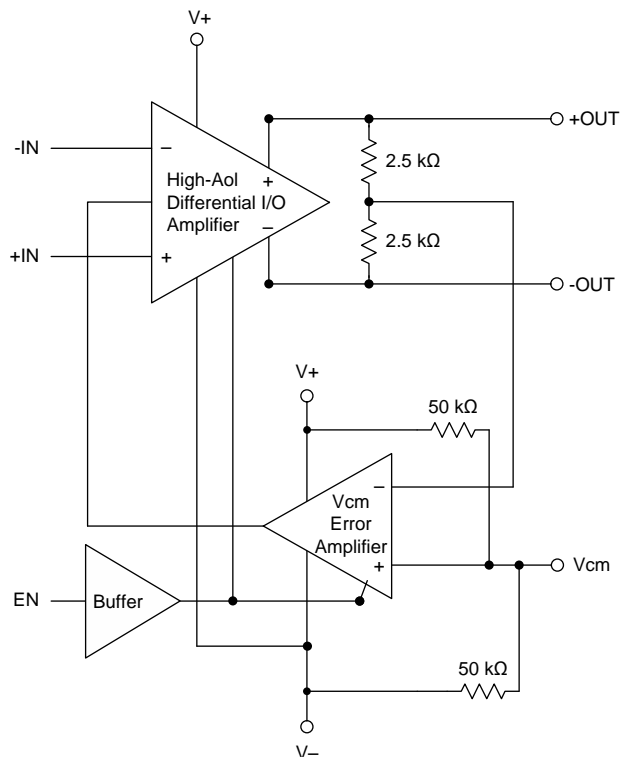 V+
-IN
−
High-Aol
Differential I/O
Amplifier
+
−
+IN
+
+OUT
2.5 kΩ
2.5 kΩ
-OUT
V+
50 kΩ
−
Vcm
Error
Amplifier
+
Vcm
EN
Buffer
50 kΩ
V−